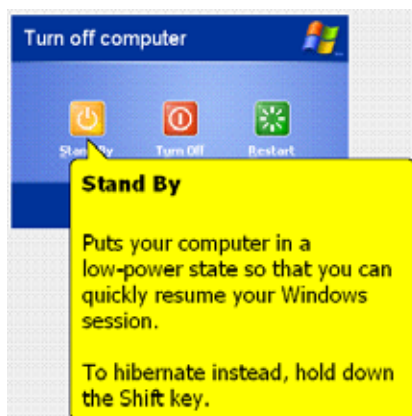 Turn off computer
Stand By Turn Off Restart
Stand By
Puts your computer in a
low-power state so that you can
quickly resume your Windows
session.
To hibernate instead, hold down
the Shift key.